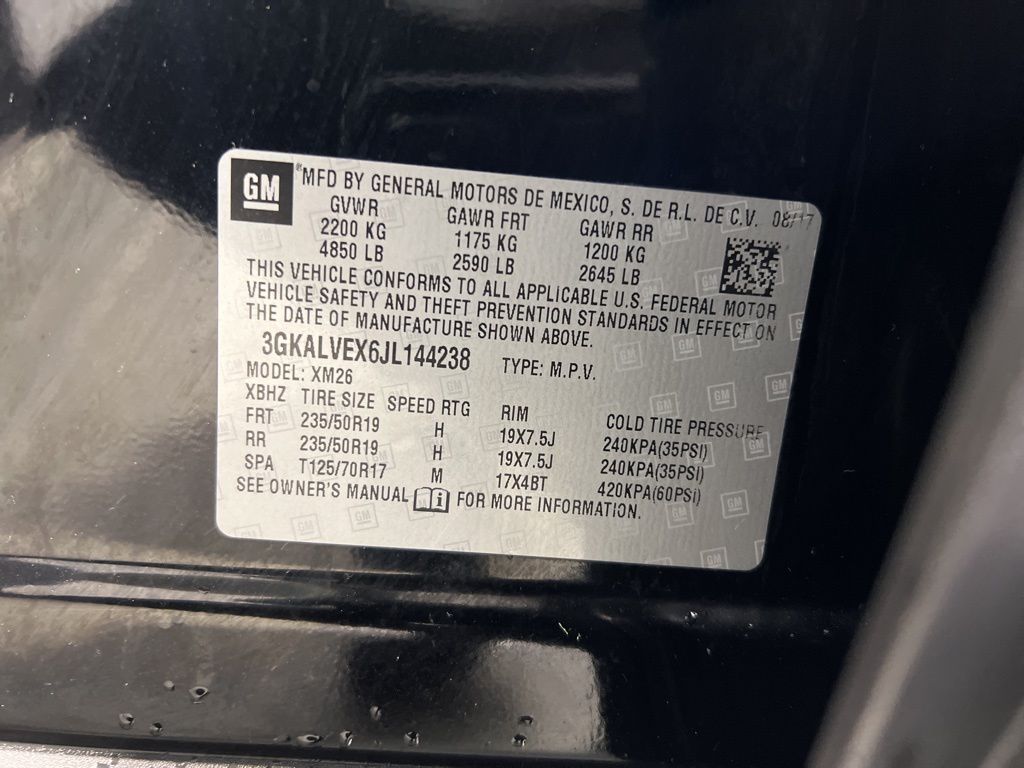 GM ® MFD BY GENERAL MOTORS DE MEXICO, S. DE R.L. DE C.V. 08/17
GVWR GAWR FRT GAWR RR
2200 KG 1175 KG 1200 KG
4850 LB 2590 LB 2645 LB
THIS VEHICLE CONFORMS TO ALL APPLICABLE U.S. FEDERAL MOTOR
VEHICLE SAFETY AND THEFT PREVENTION STANDARDS IN EFFECT ON
THE DATE OF MANUFACTURE SHOWN ABOVE.
3GKALVEX6JL144238 TYPE: M.P.V.
MODEL: XM26
XBHZ TIRE SIZE SPEED RTG RIM COLD TIRE PRESSURE
FRT 235/50R19 H 19X7.5J 240KPA(35PSI)
RR 235/50R19 H 19X7.5J 240KPA(35PSI)
SPA T125/70R17 M 17X4BT 420KPA(60PSI)
SEE OWNER'S MANUAL FOR MORE INFORMATION.